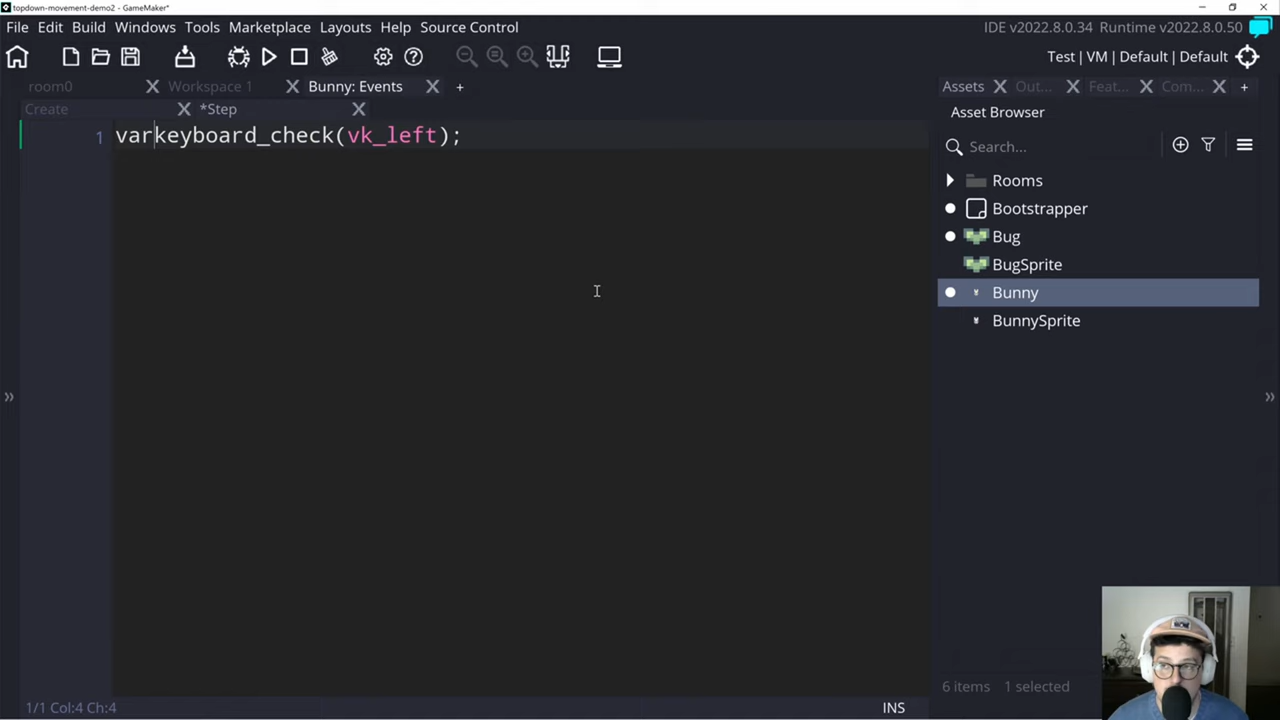 topdown-movement-demo2 - GameMaker*
File Edit Build Windows Tools Marketplace Layouts Help Source Control
IDE v2022.8.0.34 Runtime v2022.8.0.50
Test | VM | Default | Default
room0 Workspace 1 Bunny: Events +
Create *Step
1 varkeyboard_check(vk_left);
Assets Out... Feat... Com... +
Asset Browser
Search...
Rooms
Bootstrapper
Bug
BugSprite
Bunny
BunnySprite
6 items 1 selected
1/1 Col:4 Ch:4 INS